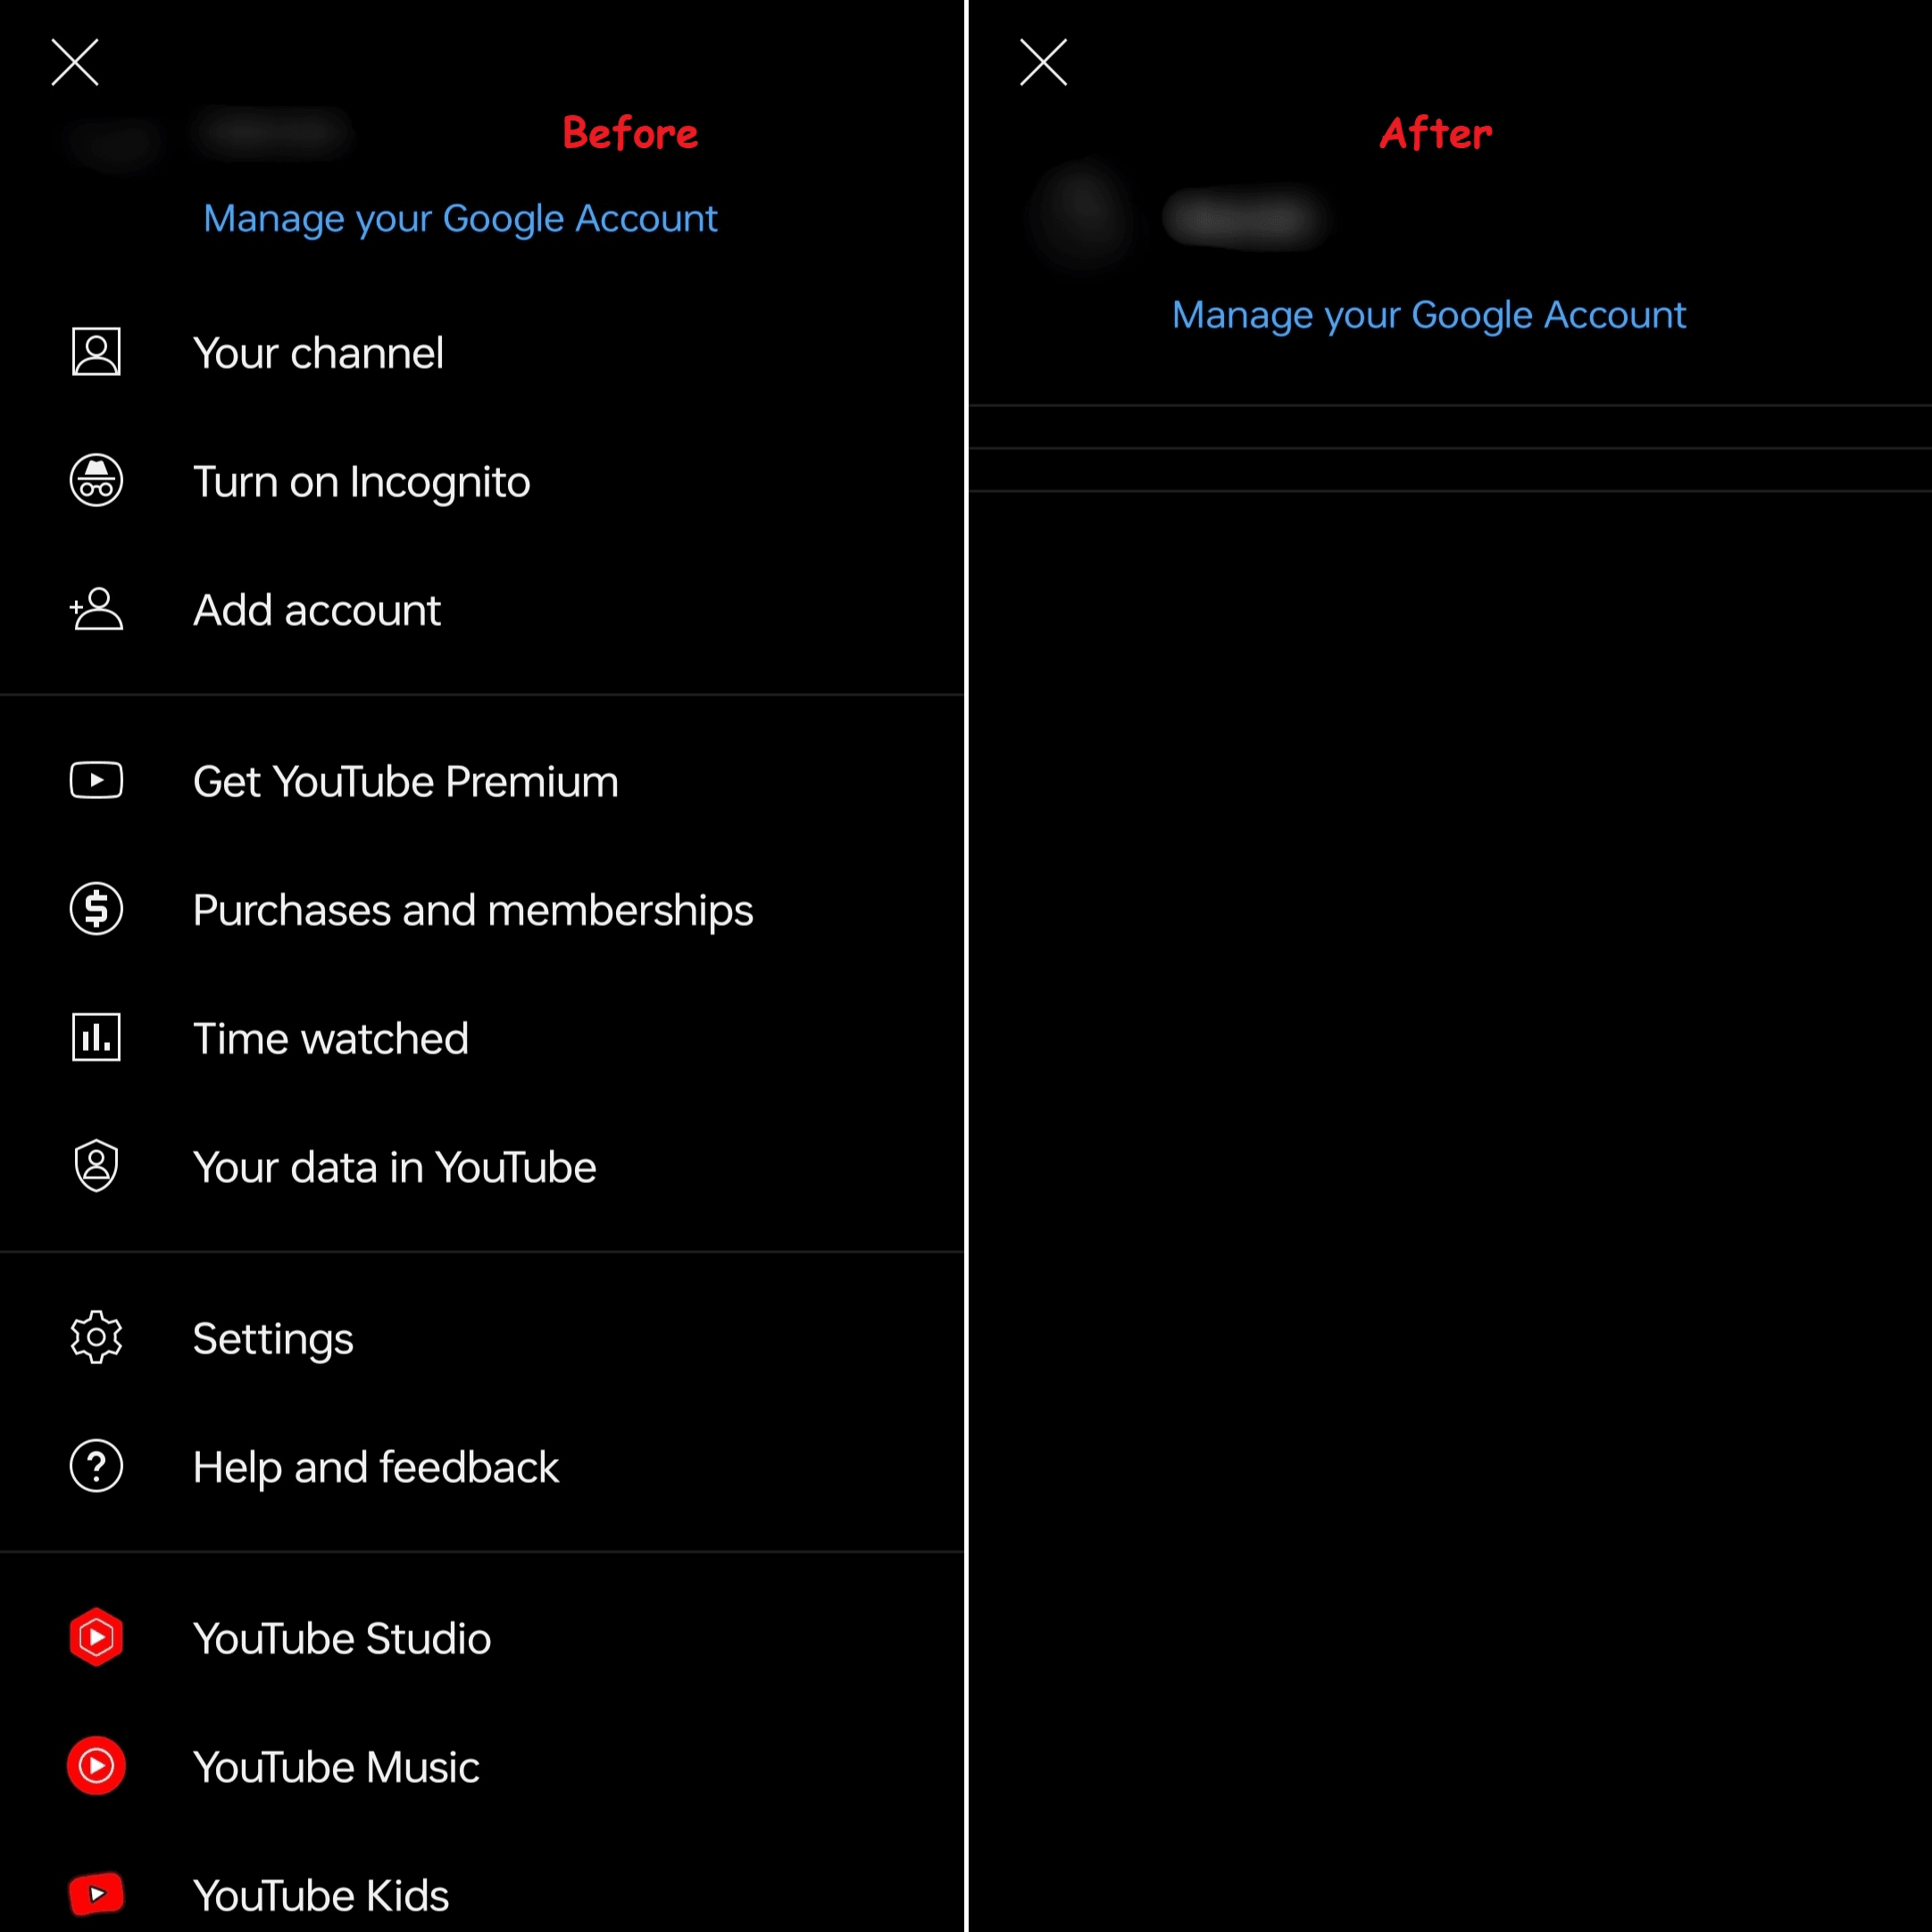 Before
Manage your Google Account
Your channel
Turn on Incognito
Add account
Get YouTube Premium
Purchases and memberships
Time watched
Your data in YouTube
Settings
Help and feedback
YouTube Studio
YouTube Music
YouTube Kids
After
Manage your Google Account